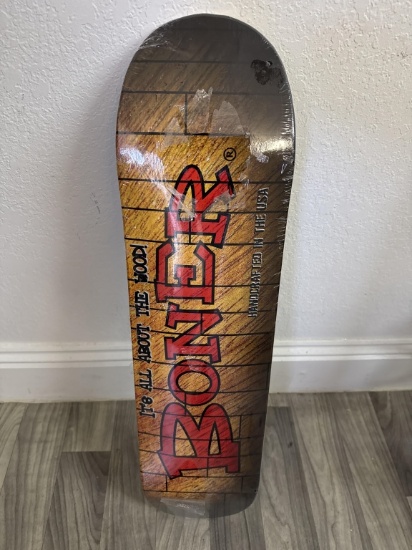 It's All About The Wood!
BONER®
HANDCRAFTED IN THE USA